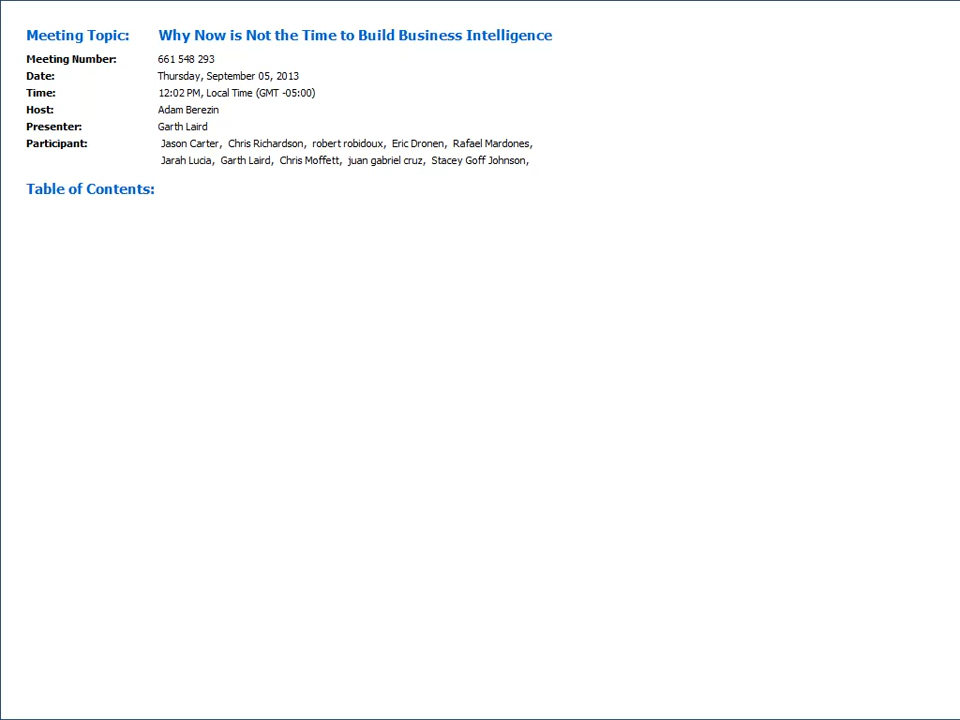 Meeting Topic: Why Now is Not the Time to Build Business Intelligence
Meeting Number: 661 548 293
Date: Thursday, September 05, 2013
Time: 12:02 PM, Local Time (GMT -05:00)
Host: Adam Berezin
Presenter: Garth Laird
Participant: Jason Carter, Chris Richardson, robert robidoux, Eric Dronen, Rafael Mardones,
Jarah Lucia, Garth Laird, Chris Moffett, juan gabriel cruz, Stacey Goff Johnson,
Table of Contents: